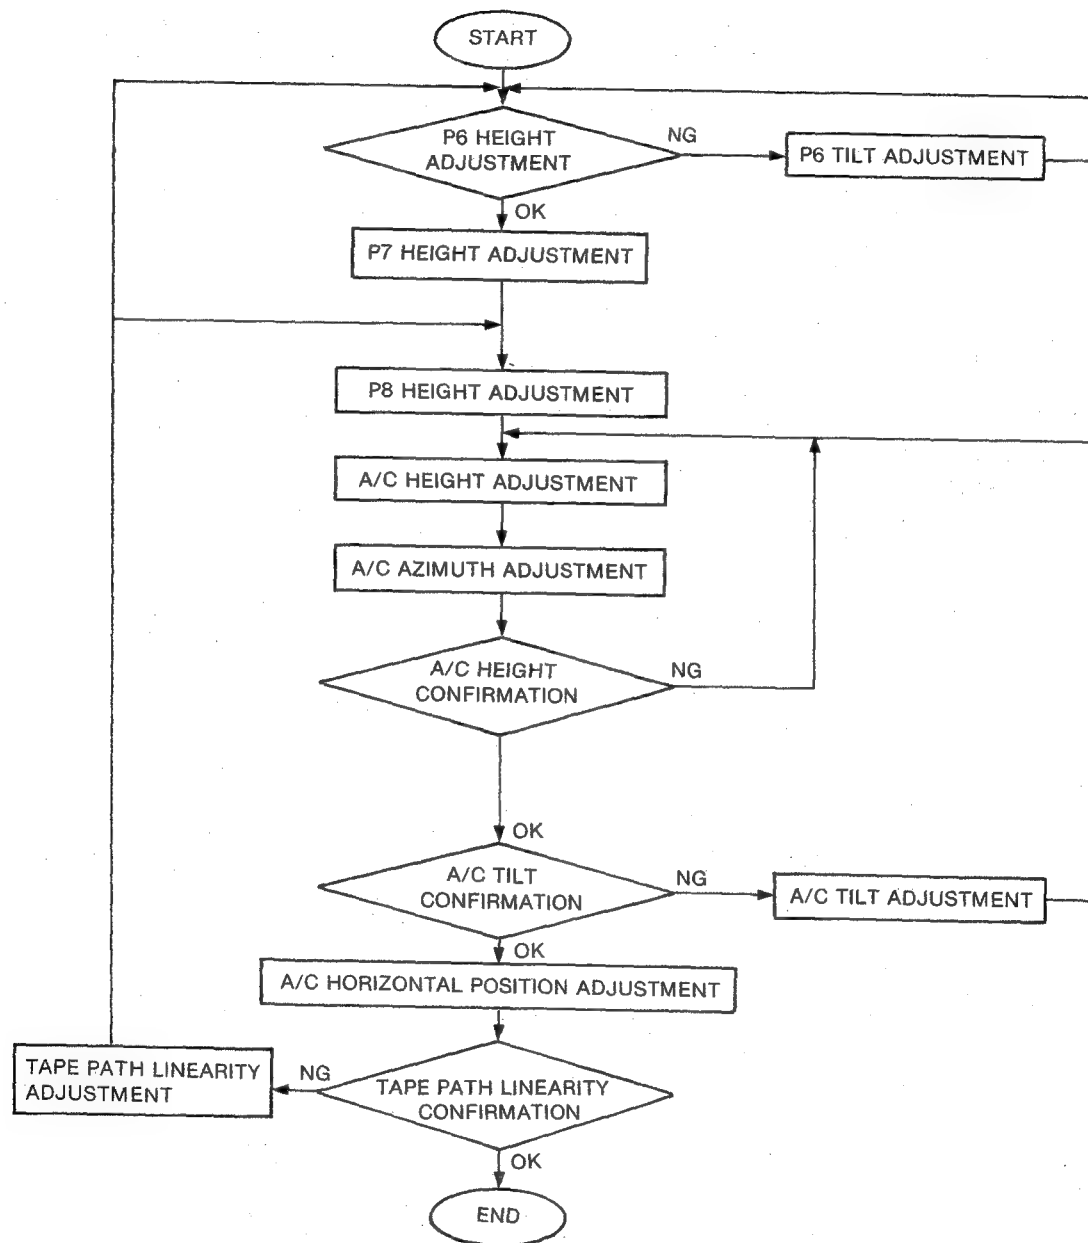 START
P6 HEIGHT
ADJUSTMENT
NG
P6 TILT ADJUSTMENT
OK
P7 HEIGHT ADJUSTMENT
P8 HEIGHT ADJUSTMENT
A/C HEIGHT ADJUSTMENT
A/C AZIMUTH ADJUSTMENT
A/C HEIGHT
CONFIRMATION
NG
OK
A/C TILT
CONFIRMATION
NG
A/C TILT ADJUSTMENT
OK
A/C HORIZONTAL POSITION ADJUSTMENT
TAPE PATH LINEARITY
ADJUSTMENT
NG
TAPE PATH LINEARITY
CONFIRMATION
OK
END